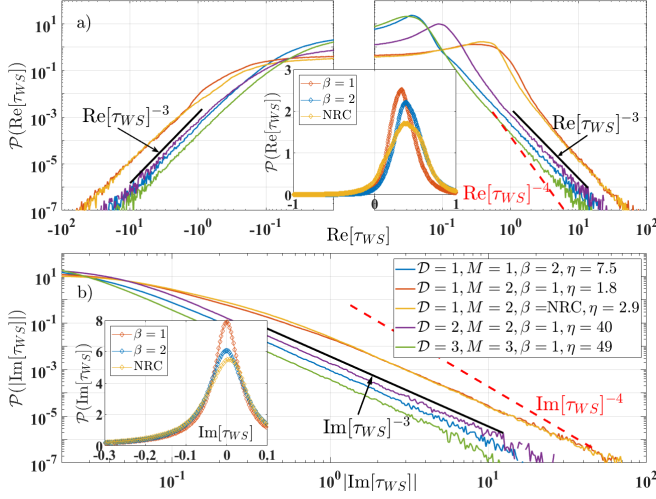 a)
10^1
10^-1
10^-3
10^-5
10^-7
P(Re[τ_WS])
Re[τ_WS]^-3
-10^2
-10^1
-10^0
0
10^-1
10^0
10^1
10^2
Re[τ_WS]
3
2
1
0
-1
0
1
P(Re[τ_WS])
β = 1
β = 2
NRC
Re[τ_WS]^-3
Re[τ_WS]^-4
b)
10^1
10^-1
10^-3
10^-5
10^-7
P(|Im[τ_WS]|)
10^-1
10^0
10^1
10^2
|Im[τ_WS]|
8
6
4
2
0
-0.3
-0.2
-0.1
0
0.1
P(Im[τ_WS])
Im[τ_WS]
β = 1
β = 2
NRC
Im[τ_WS]^-3
Im[τ_WS]^-4
D = 1, M = 1, β = 2, η = 7.5
D = 1, M = 2, β = 1, η = 1.8
D = 1, M = 2, β =NRC, η = 2.9
D = 2, M = 2, β = 1, η = 40
D = 3, M = 3, β = 1, η = 49